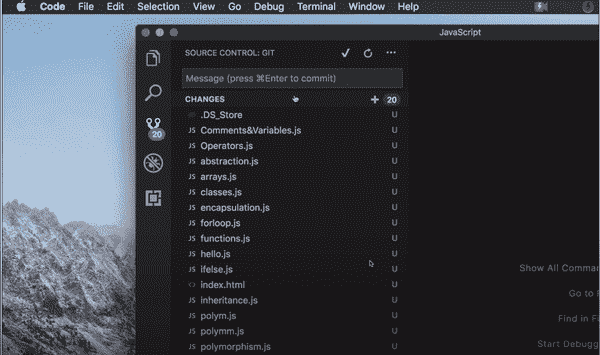 Code File Edit Selection View Go Debug Terminal Window Help
JavaScript
SOURCE CONTROL: GIT
Message (press ⌘Enter to commit)
CHANGES 20
.DS_Store U
JS Comments&Variables.js U
JS Operators.js U
20
JS abstraction.js U
JS arrays.js U
JS classes.js U
JS encapsulation.js U
JS forloop.js U
JS functions.js U
JS hello.js U
JS ifelse.js U
<> index.html U
JS inheritance.js U
JS polym.js U
JS polymm.js U
JS polymorphism.js U
Show All Comma
Go to
Find in Fi
Start Debugg